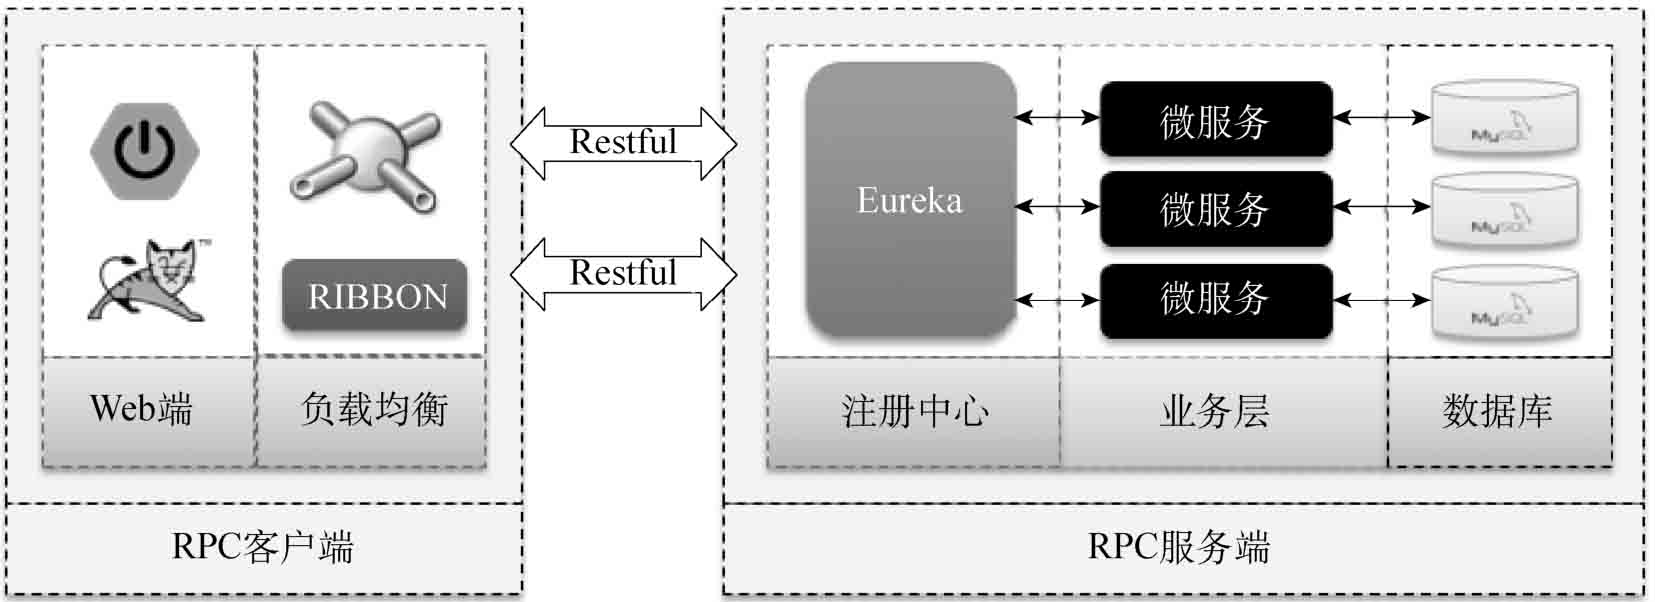 Restful
Restful
RIBBON
Web端
负载均衡
RPC客户端
Eureka
微服务
MySQL
微服务
MySQL
微服务
MySQL
注册中心
业务层
数据库
RPC服务端
TM